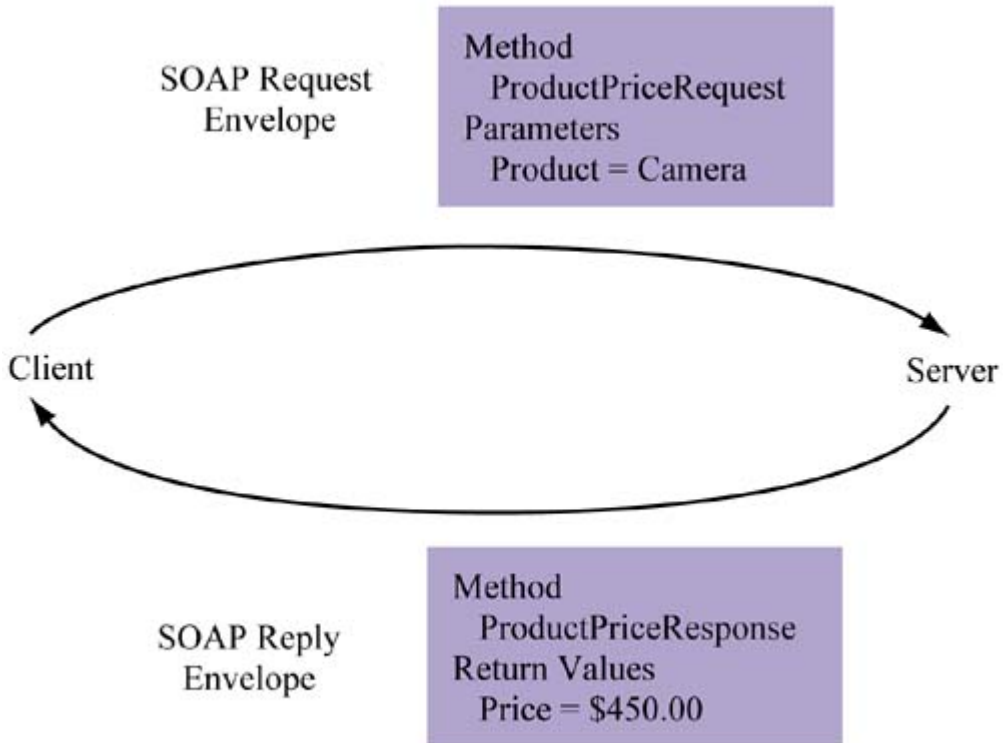 SOAP Request
Envelope
Method
ProductPriceRequest
Parameters
Product = Camera
Client
Server
SOAP Reply
Envelope
Method
ProductPriceResponse
Return Values
Price = $450.00